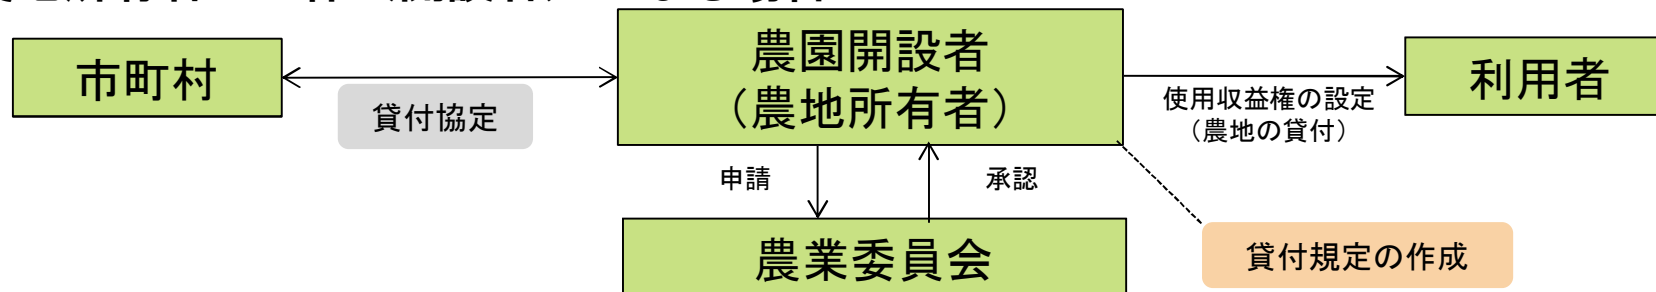 市町村
貸付協定
農園開設者
（農地所有者）
使用収益権の設定
（農地の貸付）
利用者
申請
承認
農業委員会
貸付規定の作成